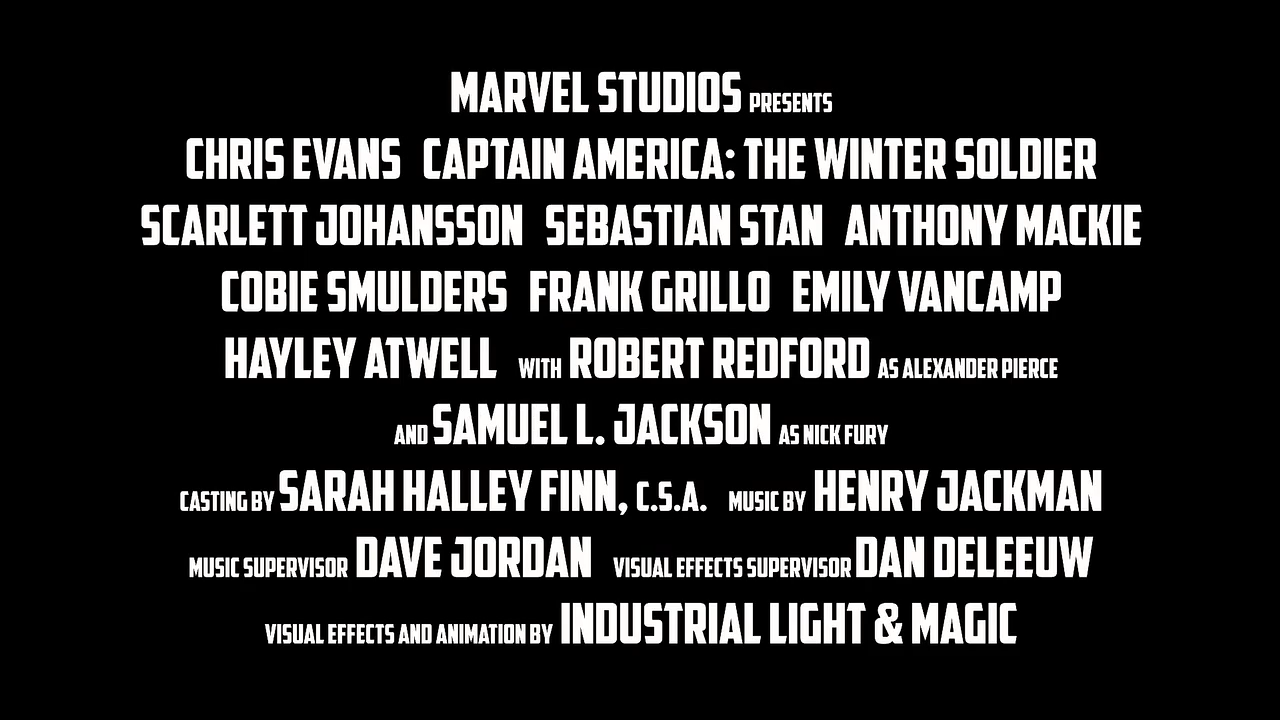 MARVEL STUDIOS PRESENTS
CHRIS EVANS CAPTAIN AMERICA: THE WINTER SOLDIER
SCARLETT JOHANSSON SEBASTIAN STAN ANTHONY MACKIE
COBIE SMULDERS FRANK GRILLO EMILY VANCAMP
HAYLEY ATWELL WITH ROBERT REDFORD AS ALEXANDER PIERCE
AND SAMUEL L. JACKSON AS NICK FURY
CASTING BY SARAH HALLEY FINN, C.S.A. MUSIC BY HENRY JACKMAN
MUSIC SUPERVISOR DAVE JORDAN VISUAL EFFECTS SUPERVISOR DAN DELEEUW
VISUAL EFFECTS AND ANIMATION BY INDUSTRIAL LIGHT & MAGIC